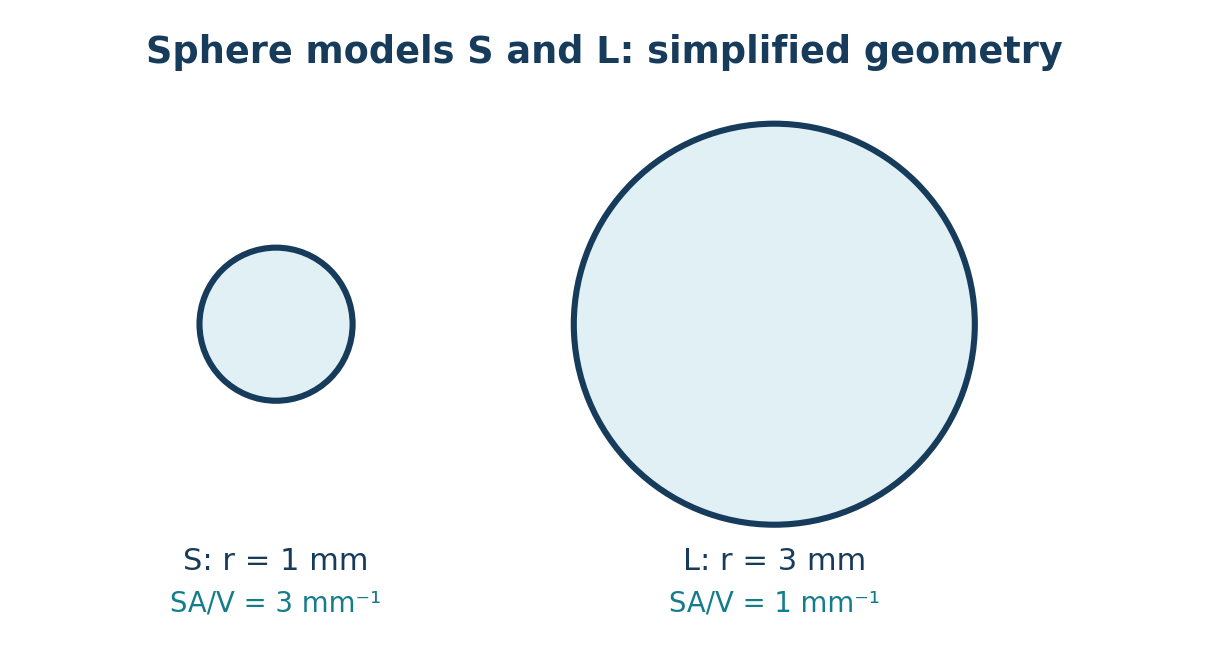 Sphere models S and L: simplified geometry
S: r = 1 mm
SA/V = 3 mm⁻¹
L: r = 3 mm
SA/V = 1 mm⁻¹